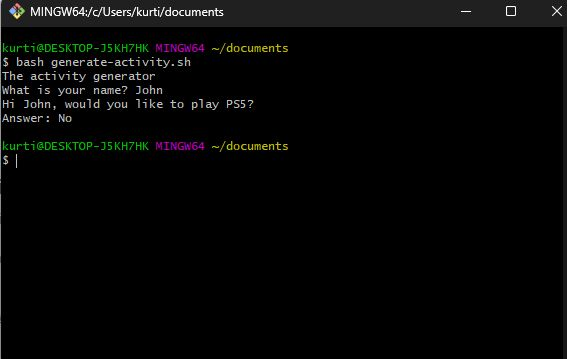 MINGW64:/c/Users/kurti/documents
kurti@DESKTOP-J5KH7HK MINGW64 ~/documents
$ bash generate-activity.sh
The activity generator
What is your name? John
Hi John, would you like to play PS5?
Answer: No
kurti@DESKTOP-J5KH7HK MINGW64 ~/documents
$